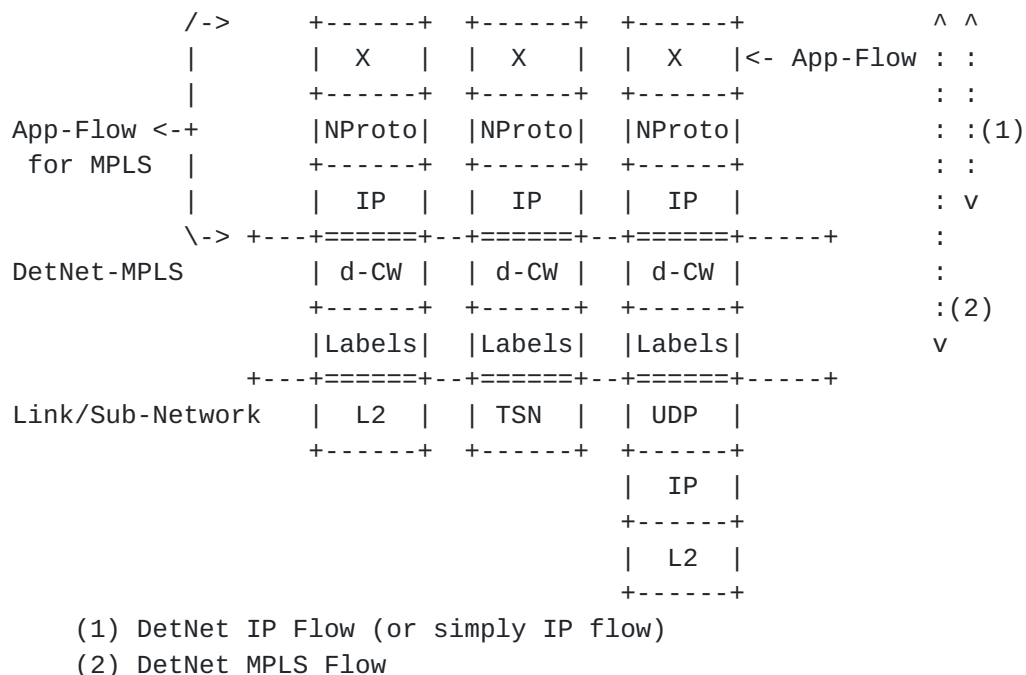 /-> +------+ +------+ +------+ ^ ^
| | X | | X | | X |<- App-Flow : :
| +------+ +------+ +------+ : :
App-Flow <-+ |NProto| |NProto| |NProto| : :(1)
for MPLS | +------+ +------+ +------+ : :
| | IP | | IP | | IP | : v
\-> +---+======+--+======+--+======+-----+ :
DetNet-MPLS | d-CW | | d-CW | | d-CW | :
+------+ +------+ +------+ :(2)
|Labels| |Labels| |Labels| v
+---+======+--+======+--+======+-----+
Link/Sub-Network | L2 | | TSN | | UDP |
+------+ +------+ +------+
| IP |
+------+
| L2 |
+------+
(1) DetNet IP Flow (or simply IP flow)
(2) DetNet MPLS Flow